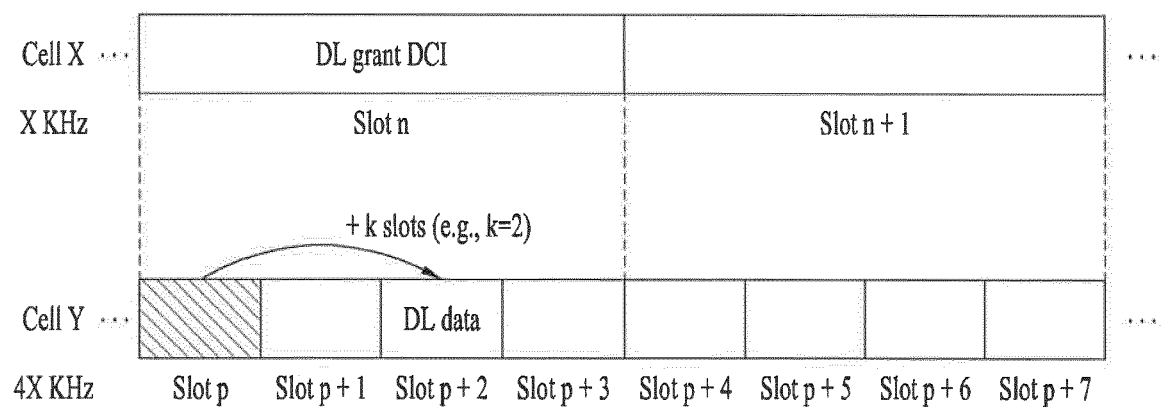 Cell X ··· DL grant DCI ···
X KHz Slot n Slot n + 1
+ k slots (e.g., k=2)
Cell Y ··· DL data ···
4X KHz Slot p Slot p + 1 Slot p + 2 Slot p + 3 Slot p + 4 Slot p + 5 Slot p + 6 Slot p + 7